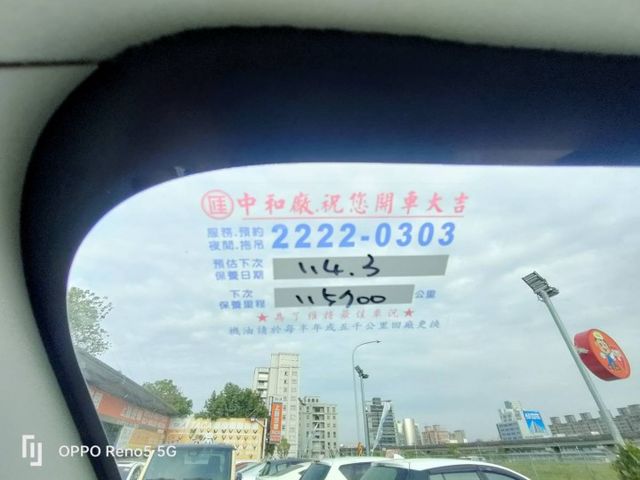 匯中和廠.祝您開車大吉
服務.預約
夜間.拖吊 2222-0303
預估下次
保養日期 114.3
下次
保養里程 115700 公里
★為了維持最佳車況★
機油請於每半年或五千公里回廠更換
OPPO Reno5 5G